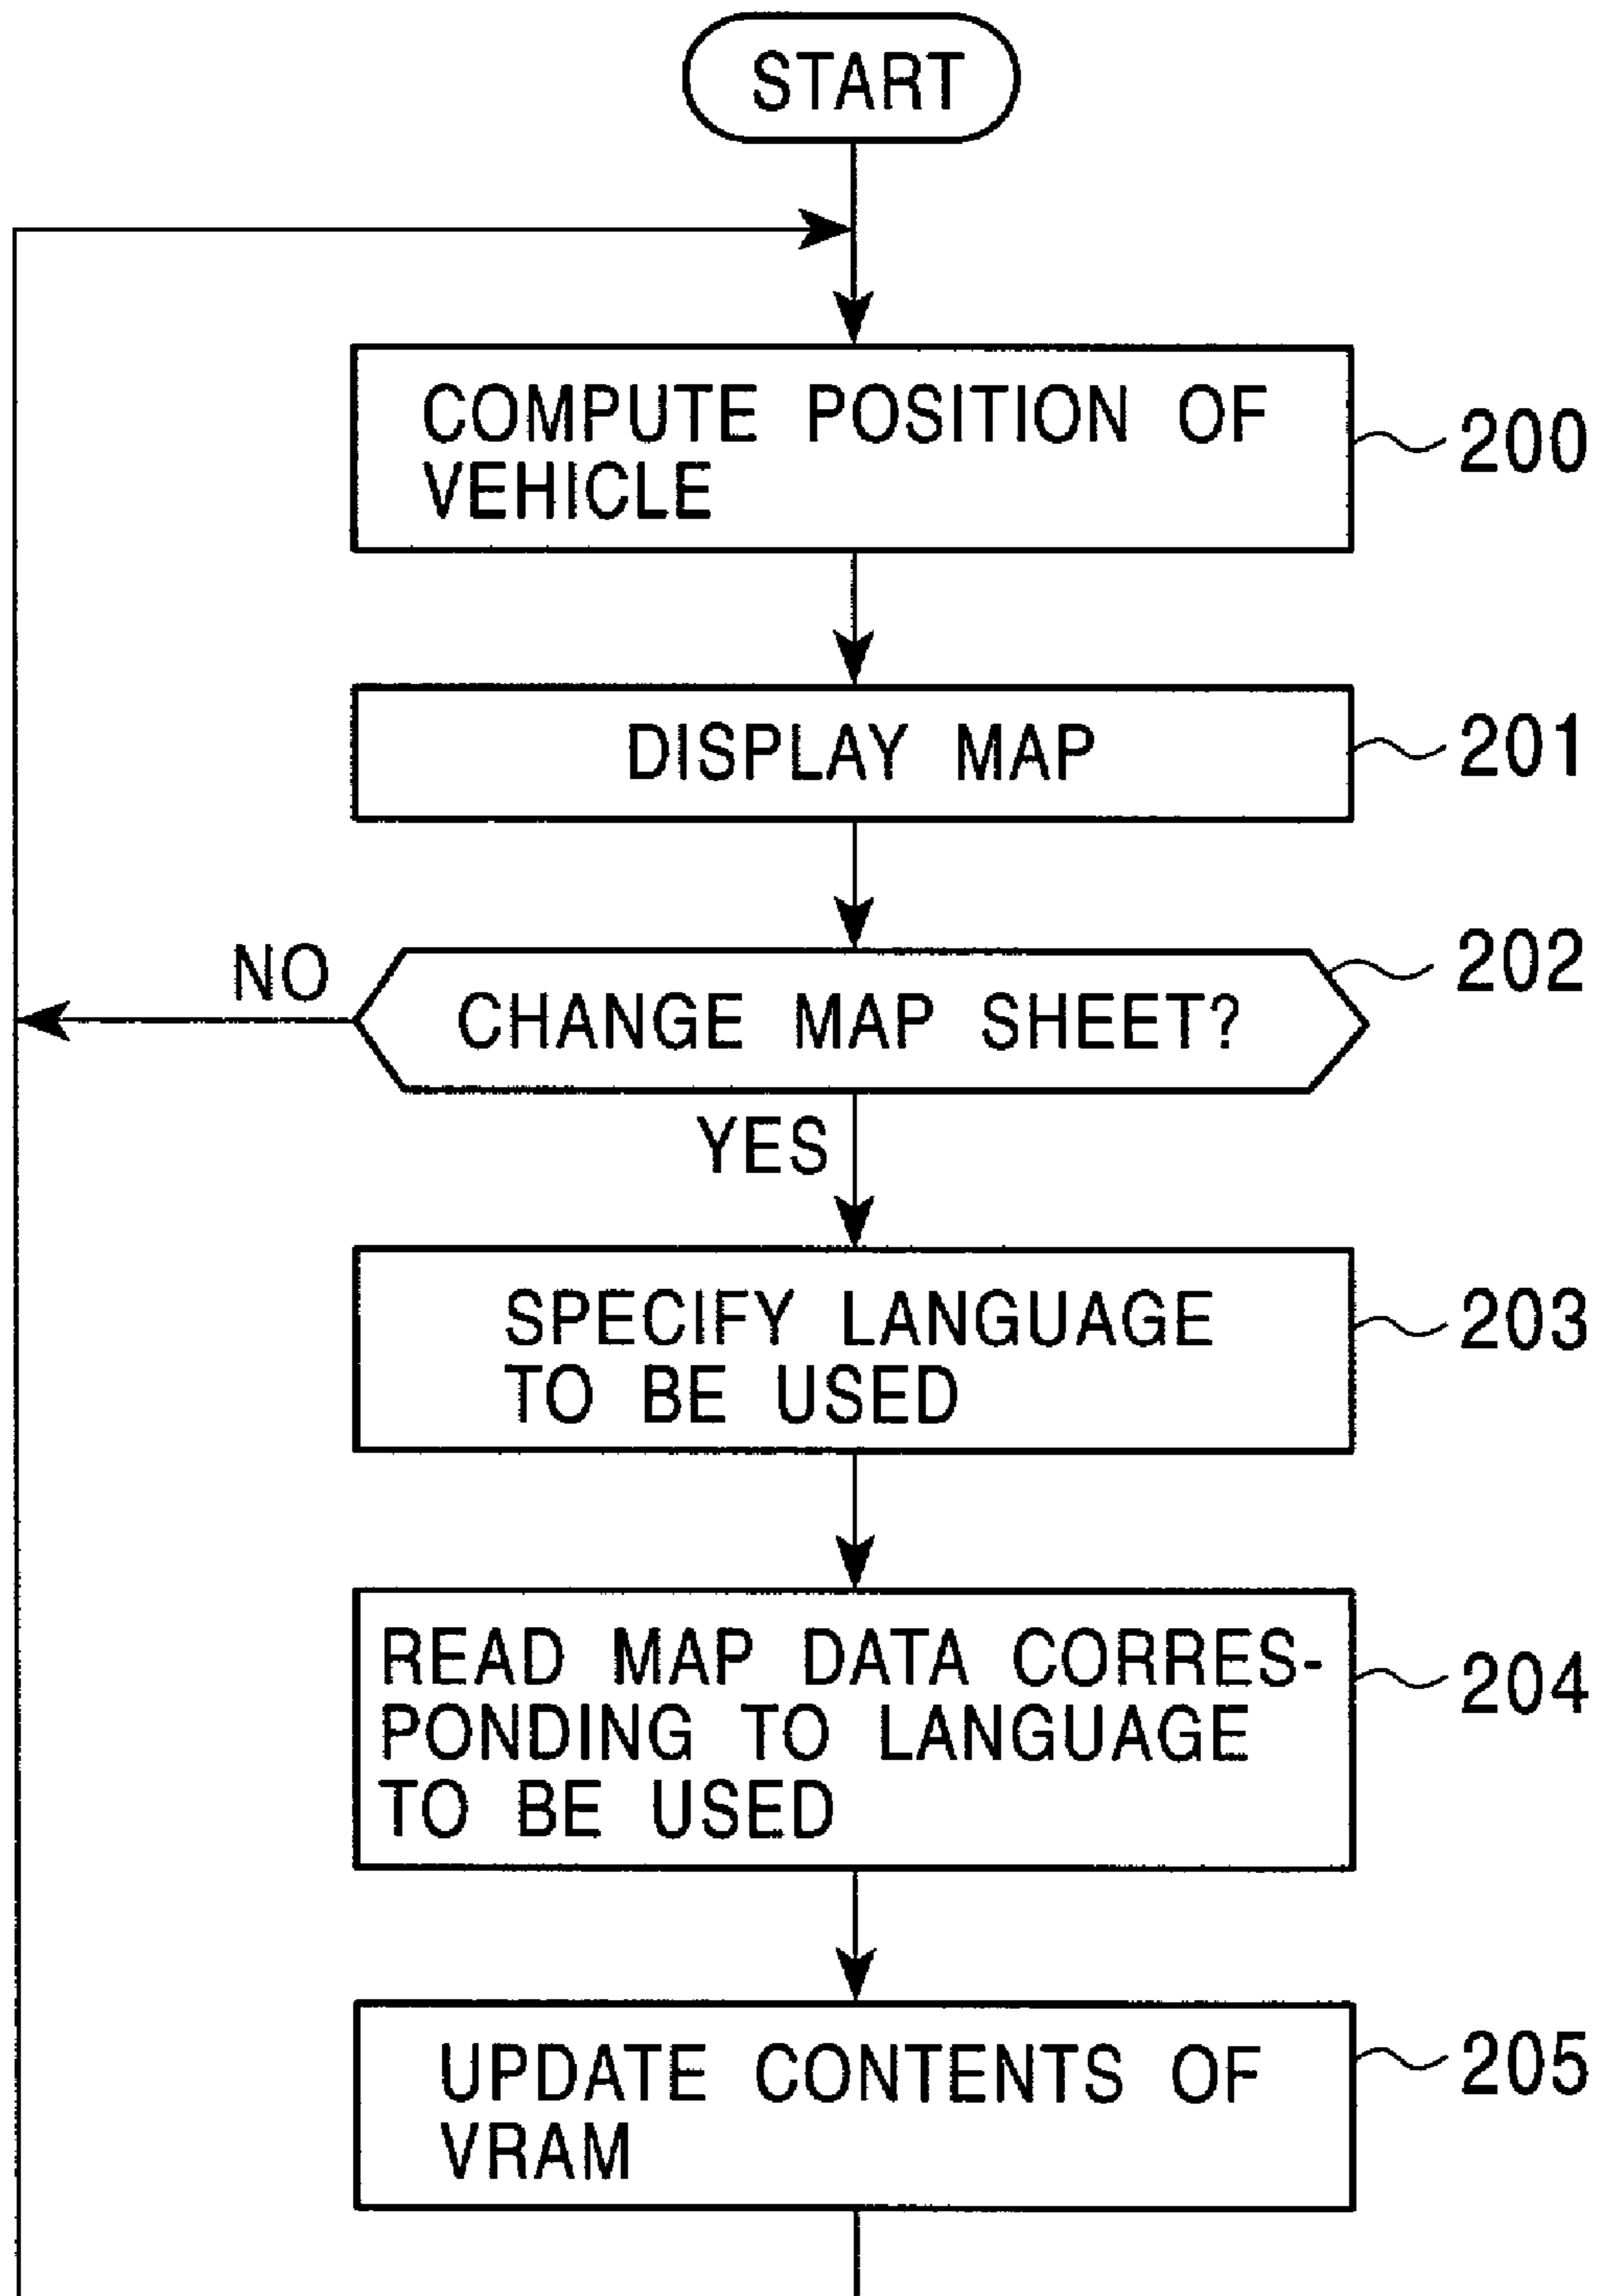 START
COMPUTE POSITION OF
VEHICLE
200
DISPLAY MAP
201
NO
CHANGE MAP SHEET?
202
YES
SPECIFY LANGUAGE
TO BE USED
203
READ MAP DATA CORRES-
PONDING TO LANGUAGE
TO BE USED
204
UPDATE CONTENTS OF
VRAM
205